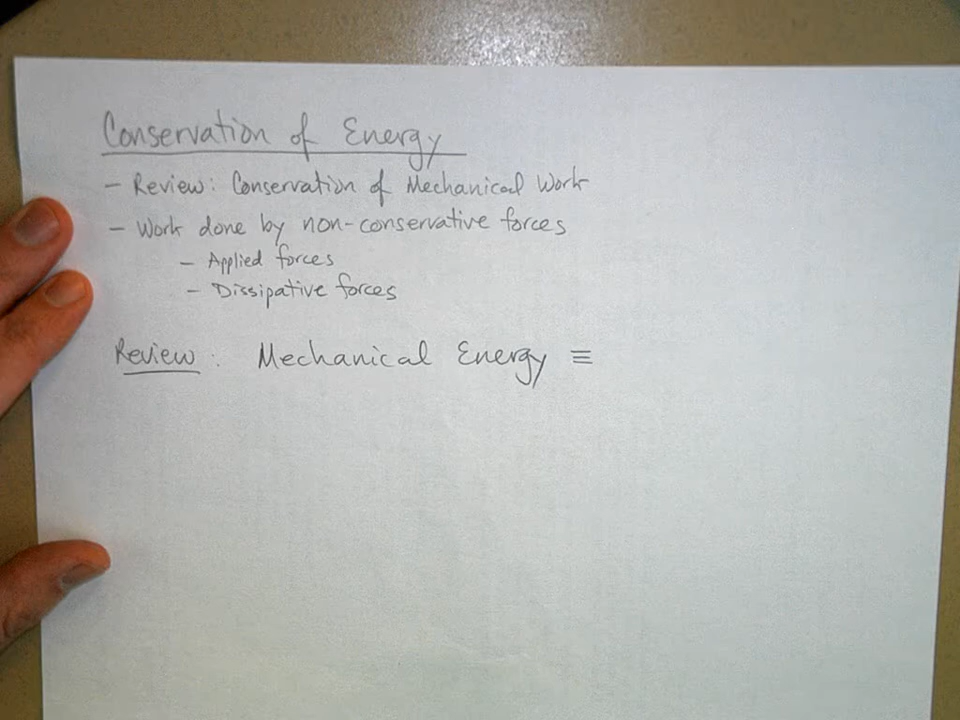 Conservation of Energy
- Review: Conservation of Mechanical Work
- Work done by non-conservative forces
- Applied forces
- Dissipative forces
Review: Mechanical Energy ≡